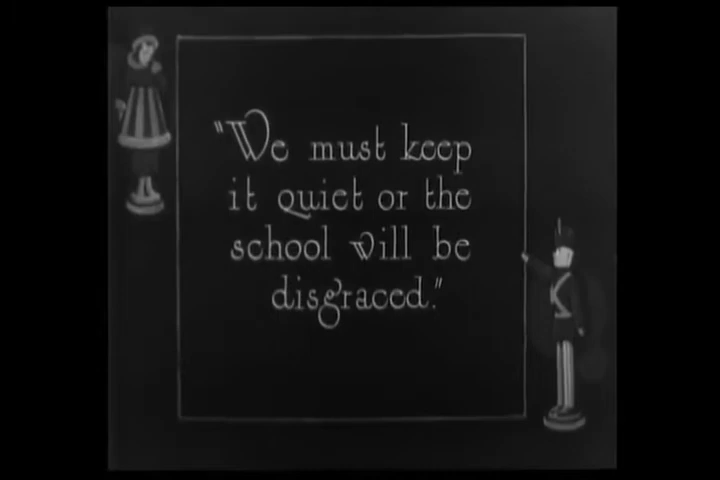 "We must keep
it quiet or the
school will be
disgraced."